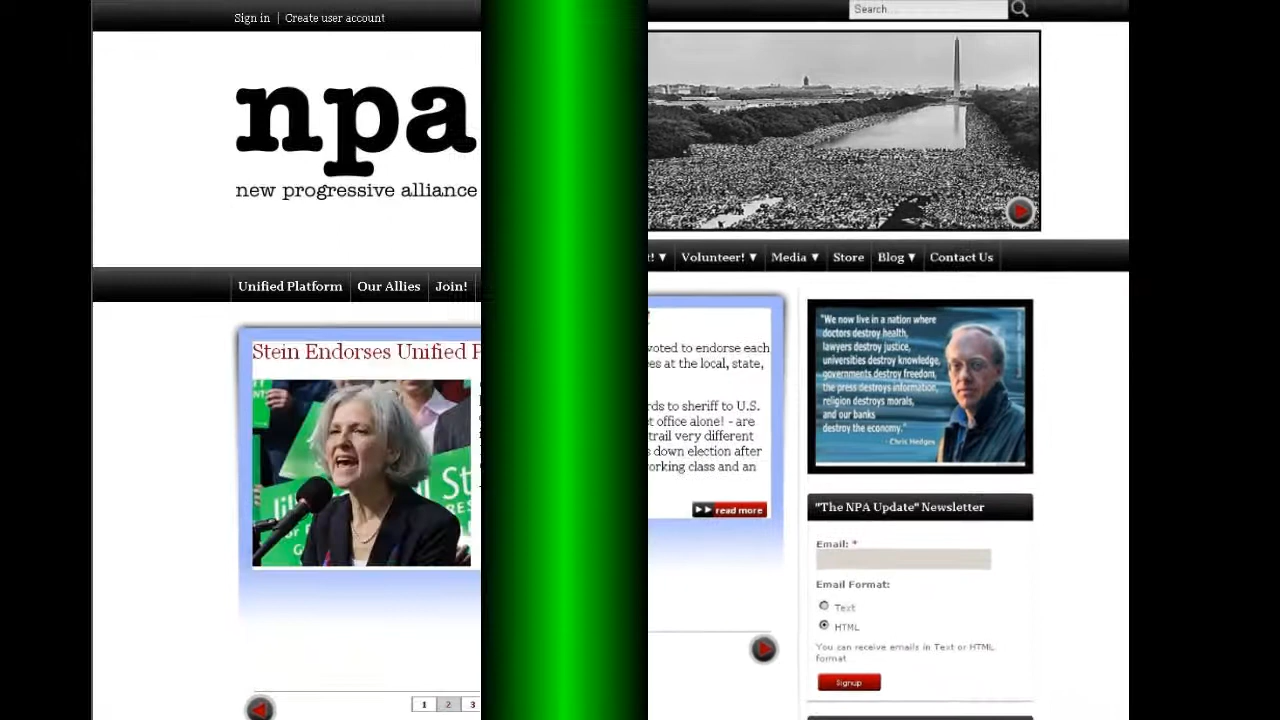 Sign in | Create user account
Search...
npa
new progressive alliance
Unified Platform
Our Allies
Join!
t! ▼
Volunteer! ▼
Media ▼
Store
Blog ▼
Contact Us
Stein Endorses Unified P
voted to endorse each
es at the local, state,
rds to sheriff to U.S.
t office alone! - are
trail very different
s down election after
orking class and an
read more
1 2 3
"We now live in a nation where
doctors destroy health,
lawyers destroy justice,
universities destroy knowledge,
governments destroy freedom,
the press destroys information,
religion destroys morals,
and our banks
destroy the economy."
- Chris Hedges
"The NPA Update" Newsletter
Email: *
Email Format:
Text
HTML
You can receive emails in Text or HTML
format
Signup